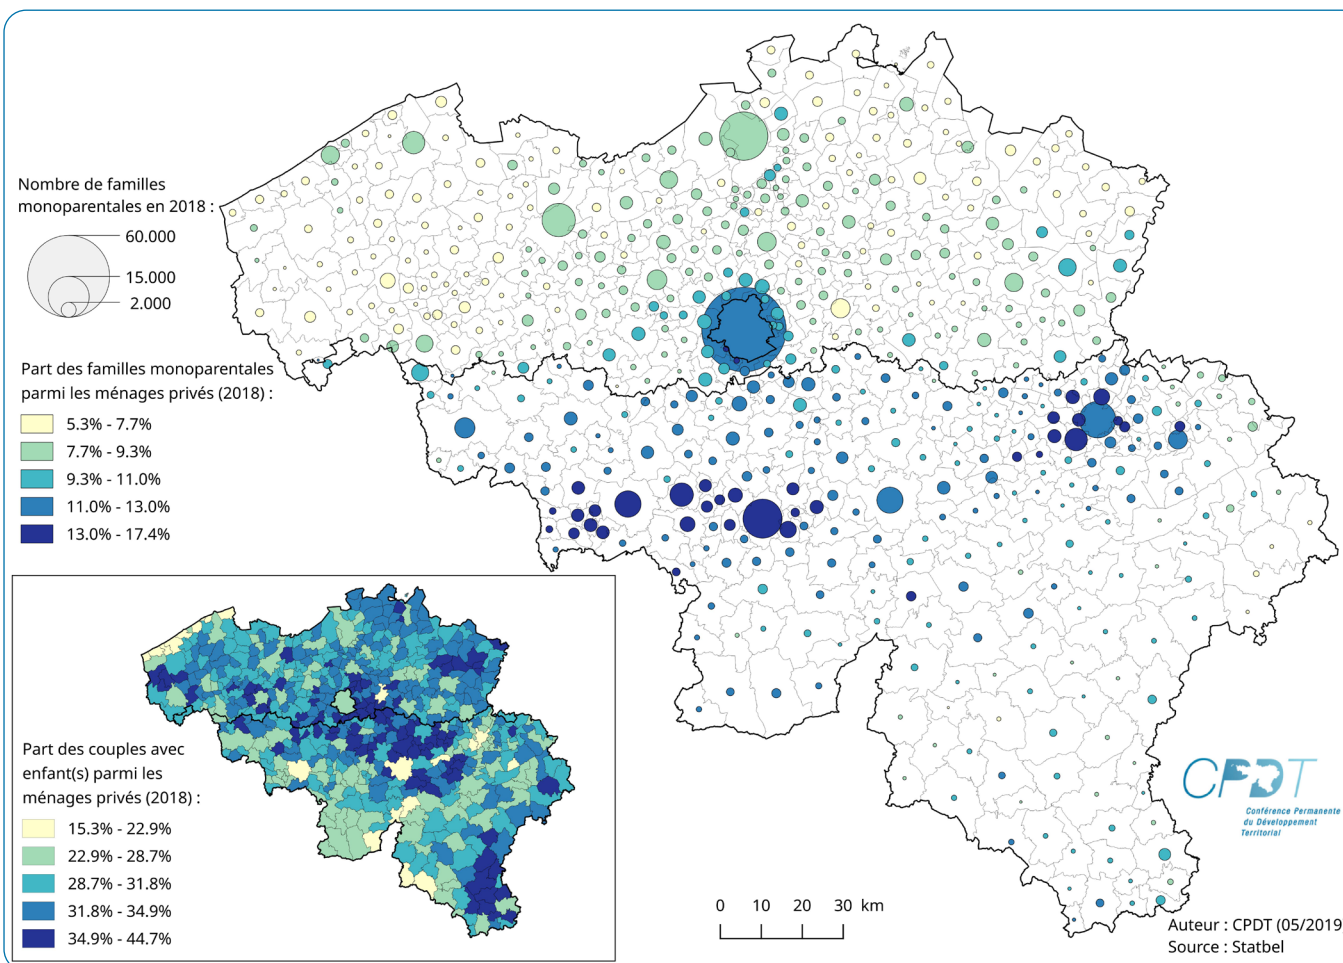 Nombre de familles
monoparentales en 2018 :
60.000
15.000
2.000
Part des familles monoparentales
parmi les ménages privés (2018) :
5.3% - 7.7%
7.7% - 9.3%
9.3% - 11.0%
11.0% - 13.0%
13.0% - 17.4%
Part des couples avec
enfant(s) parmi les
ménages privés (2018) :
15.3% - 22.9%
22.9% - 28.7%
28.7% - 31.8%
31.8% - 34.9%
34.9% - 44.7%
0 10 20 30 km
CPDT
Conférence Permanente
du Développement
Territorial
Auteur : CPDT (05/2019
Source : Statbel